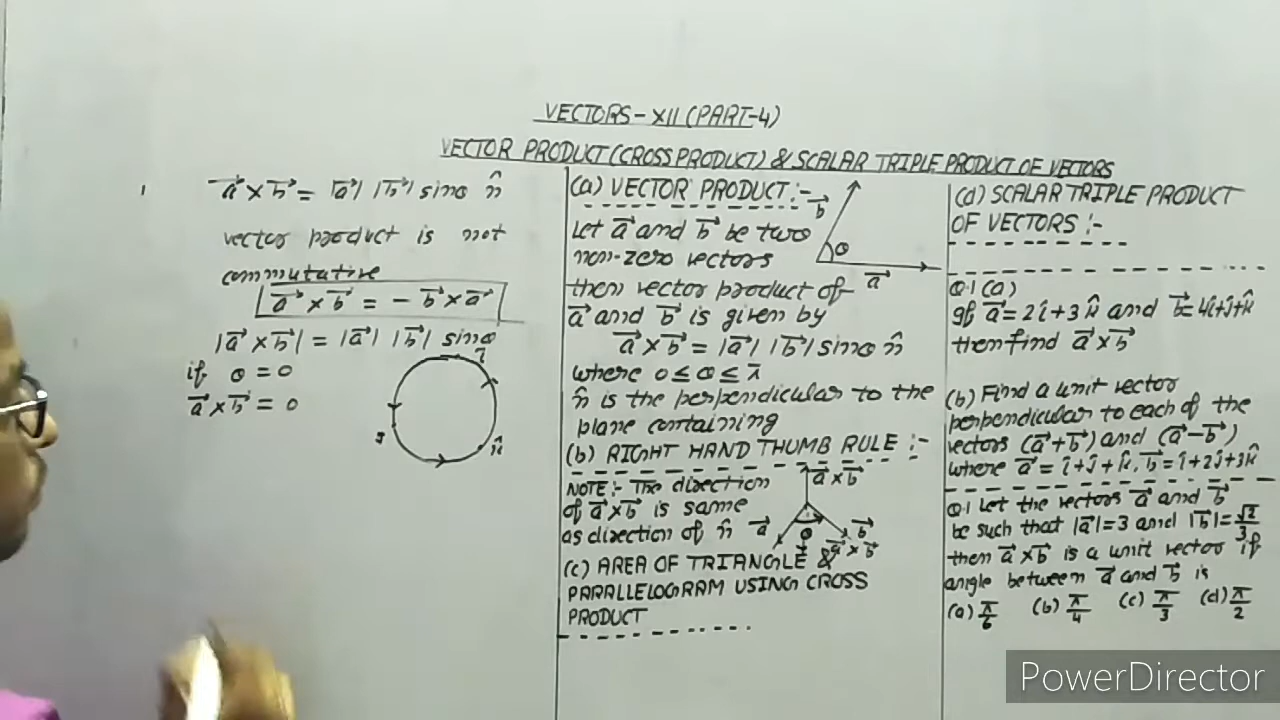 VECTORS - XII (PART-4)
VECTOR PRODUCT (CROSS PRODUCT) & SCALAR TRIPLE PRODUCT OF VECTORS
a⃗ × b⃗ = |a⃗| |b⃗| sinθ n̂
vector product is not
commutative
a⃗ × b⃗ = - b⃗ × a⃗
|a⃗ × b⃗| = |a⃗| |b⃗| sinθ
if θ = 0
a⃗ × b⃗ = 0
(a) VECTOR PRODUCT :-
b⃗
θ
a⃗
Let a⃗ and b⃗ be two
non-zero vectors
then vector product of
a⃗ and b⃗ is given by
a⃗ × b⃗ = |a⃗| |b⃗| sinθ n̂
where 0 ≤ θ ≤ π
n̂ is the perpendicular to the
plane containing
(b) RIGHT HAND THUMB RULE :-
NOTE :- The direction
of a⃗ × b⃗ is same
as direction of n̂
a⃗ × b⃗
a⃗
θ
b⃗
a⃗ × b⃗
(c) AREA OF TRIANGLE &
PARALLELOGRAM USING CROSS
PRODUCT
(d) SCALAR TRIPLE PRODUCT
OF VECTORS :-
Q.1 (a)
If a⃗ = 2î + 3k̂ and b⃗ = 4î + ĵ + k̂
then find a⃗ × b⃗
(b) Find a unit vector
perpendicular to each of the
vectors (a⃗ + b⃗) and (a⃗ - b⃗)
where a⃗ = î + ĵ + k̂, b⃗ = î + 2ĵ + 3k̂
Q.1 Let the vectors a⃗ and b⃗
be such that |a⃗| = 3 and |b⃗| = √2/3
then a⃗ × b⃗ is a unit vector if
angle between a⃗ and b⃗ is
(a) π/6 (b) π/4 (c) π/3 (d) π/2
PowerDirector